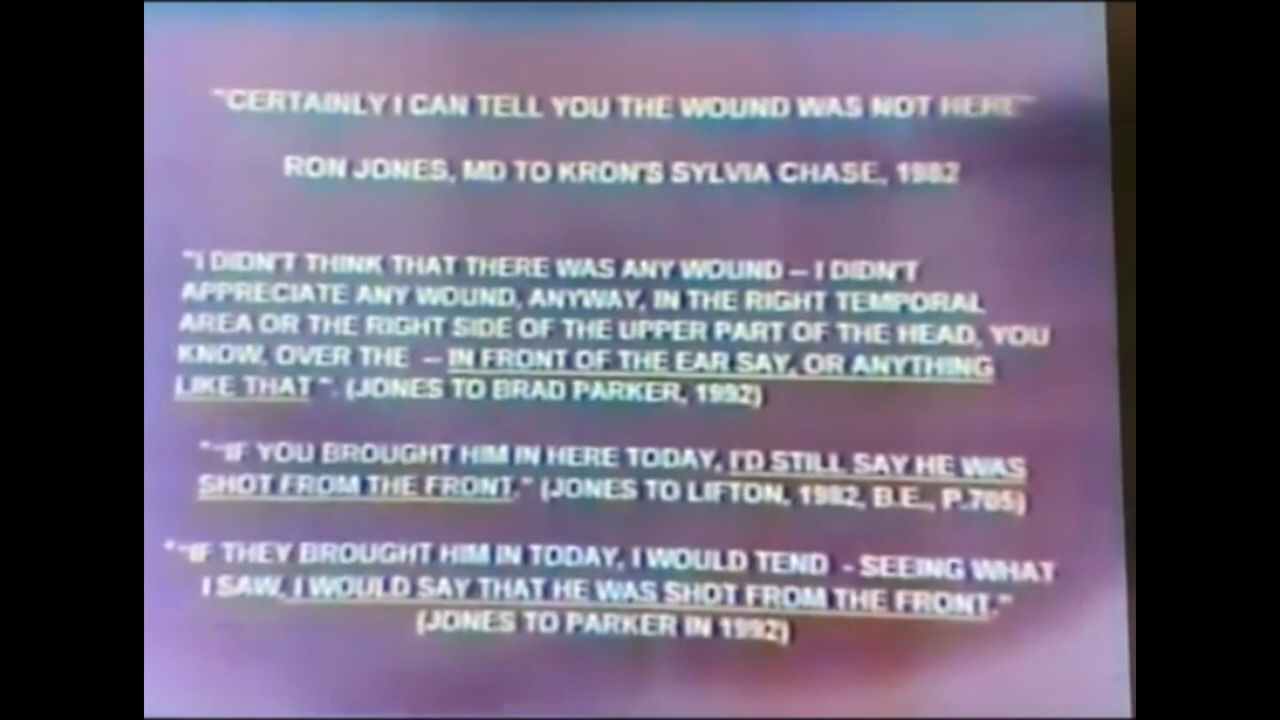 "CERTAINLY I CAN TELL YOU THE WOUND WAS NOT HERE"
RON JONES, MD TO KRON'S SYLVIA CHASE, 1982
"I DIDN'T THINK THAT THERE WAS ANY WOUND – I DIDN'T
APPRECIATE ANY WOUND, ANYWAY, IN THE RIGHT TEMPORAL
AREA OR THE RIGHT SIDE OF THE UPPER PART OF THE HEAD, YOU
KNOW, OVER THE – IN FRONT OF THE EAR SAY, OR ANYTHING
LIKE THAT ". (JONES TO BRAD PARKER, 1992)
""IF YOU BROUGHT HIM IN HERE TODAY, I'D STILL SAY HE WAS
SHOT FROM THE FRONT." (JONES TO LIFTON, 1982, B.E., P.705)
""IF THEY BROUGHT HIM IN TODAY, I WOULD TEND - SEEING WHAT
I SAW, I WOULD SAY THAT HE WAS SHOT FROM THE FRONT."
(JONES TO PARKER IN 1992)